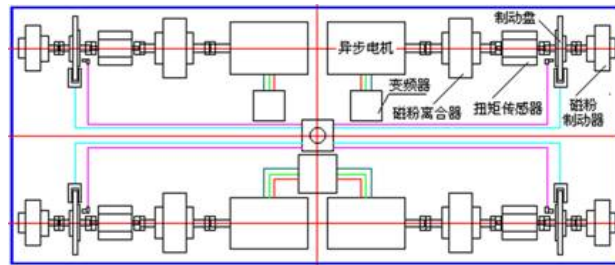 制动盘
异步电机
变频器
磁粉离合器
扭矩传感器
磁粉
制动器